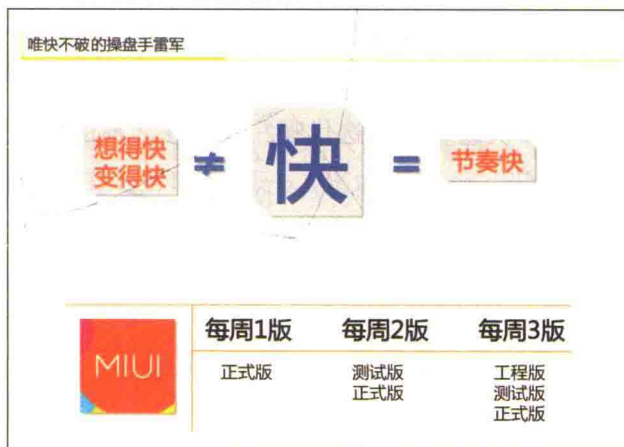 唯快不破的操盘手雷军
想得快
变得快
≠
快
=
节奏快
MIUI
每周1版
每周2版
每周3版
正式版
测试版
正式版
工程版
测试版
正式版